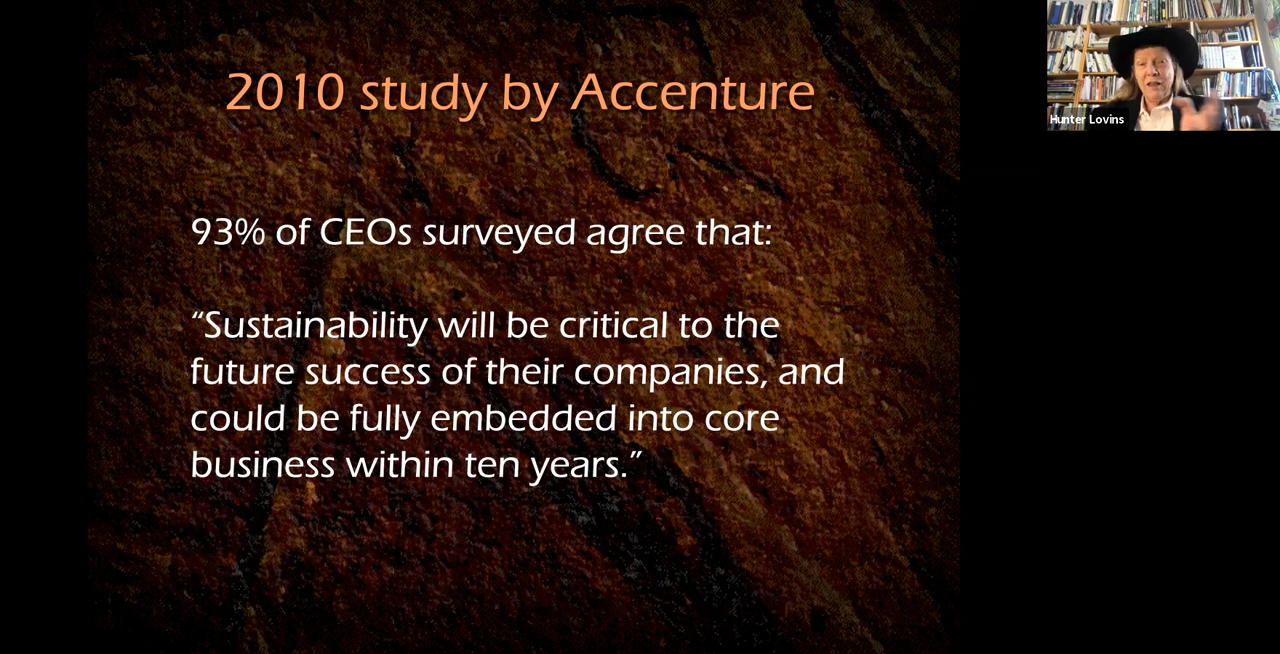 2010 study by Accenture
93% of CEOs surveyed agree that:
“Sustainability will be critical to the
future success of their companies, and
could be fully embedded into core
business within ten years.”
Hunter Lovins